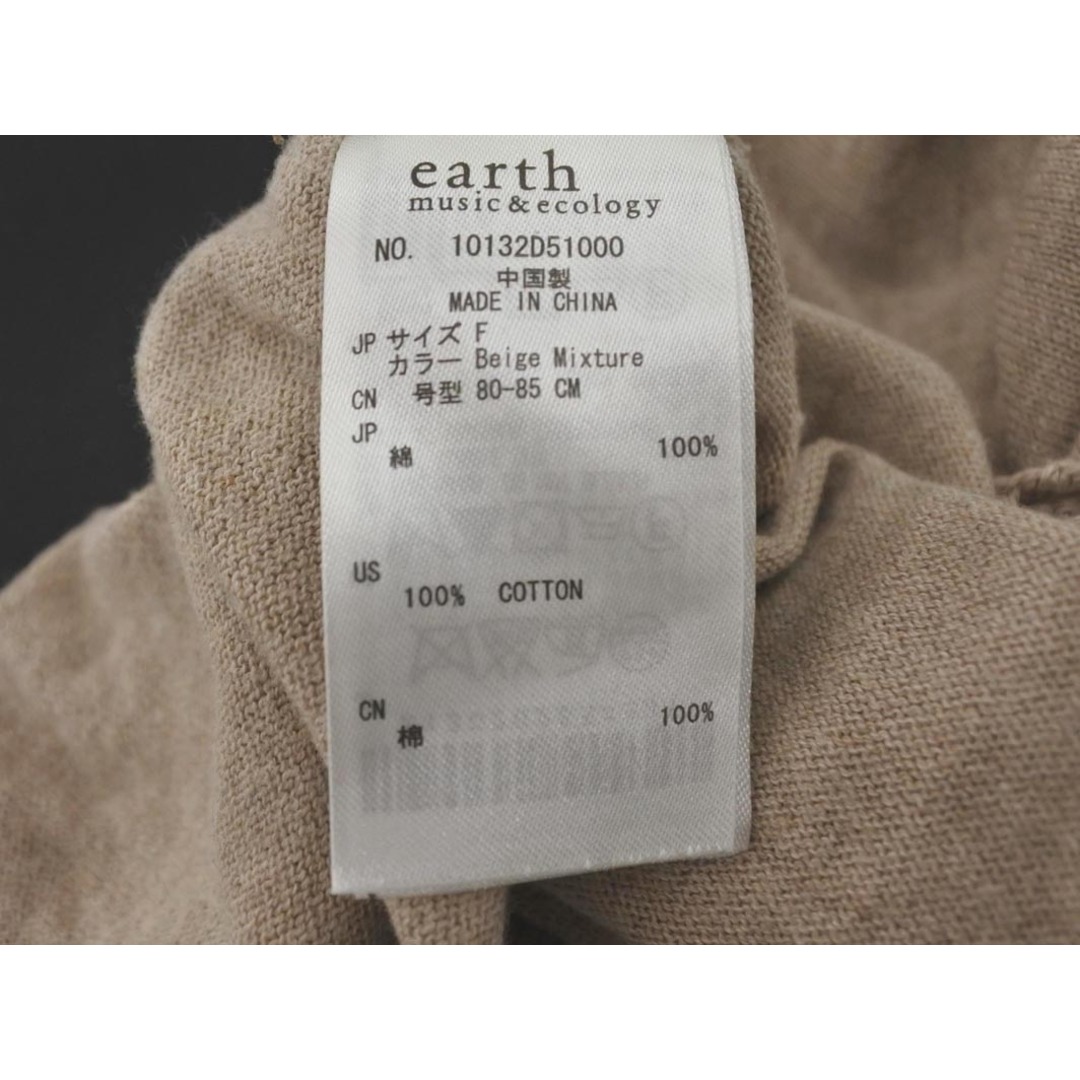 earth
music&ecology
NO. 10132D51000
中国製
MADE IN CHINA
JP サイズ F
カラー Beige Mixture
CN 号型 80-85 CM
JP
綿 100%
US
100% COTTON
CN
棉 100%